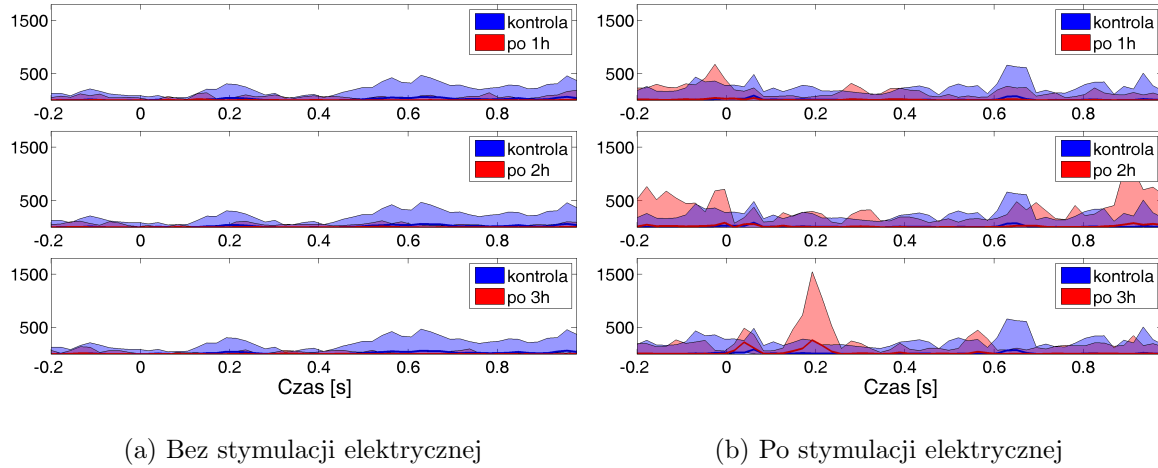 1500
500
-0.2 0 0.2 0.4 0.6 0.8
kontrola
po 1h
1500
500
-0.2 0 0.2 0.4 0.6 0.8
kontrola
po 2h
1500
500
-0.2 0 0.2 0.4 0.6 0.8
kontrola
po 3h
Czas [s]
(a) Bez stymulacji elektrycznej
1500
500
-0.2 0 0.2 0.4 0.6 0.8
kontrola
po 1h
1500
500
-0.2 0 0.2 0.4 0.6 0.8
kontrola
po 2h
1500
500
-0.2 0 0.2 0.4 0.6 0.8
kontrola
po 3h
Czas [s]
(b) Po stymulacji elektrycznej